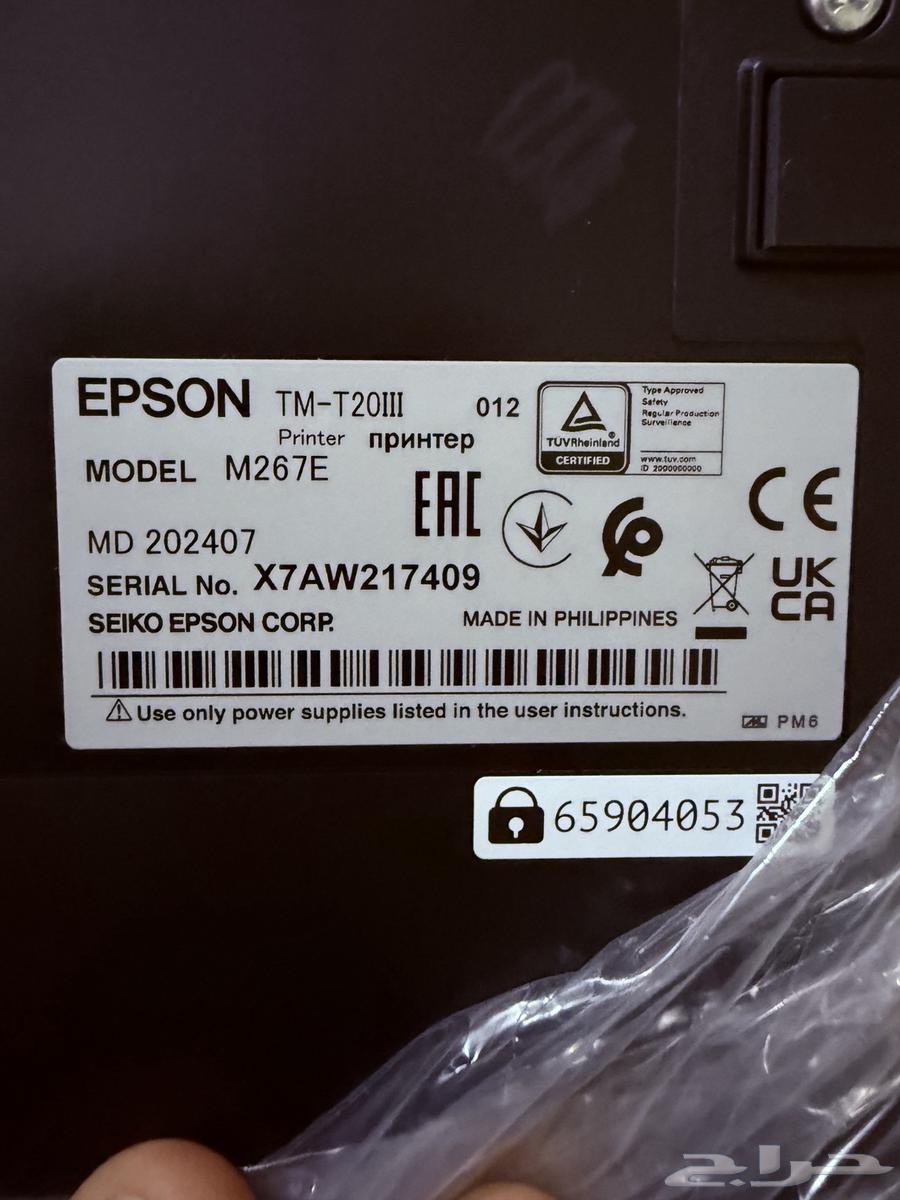 EPSON TM-T20III 012
Printer принтер
MODEL M267E
TÜVRheinland®
CERTIFIED
Type Approved
Safety
Regular Production
Surveillance
www.tuv.com
ID 2000000000
EAC
CE
MD 202407
SERIAL No. X7AW217409
UK
CA
SEIKO EPSON CORP.
MADE IN PHILIPPINES
Use only power supplies listed in the user instructions.
PM6
65904053
حراج